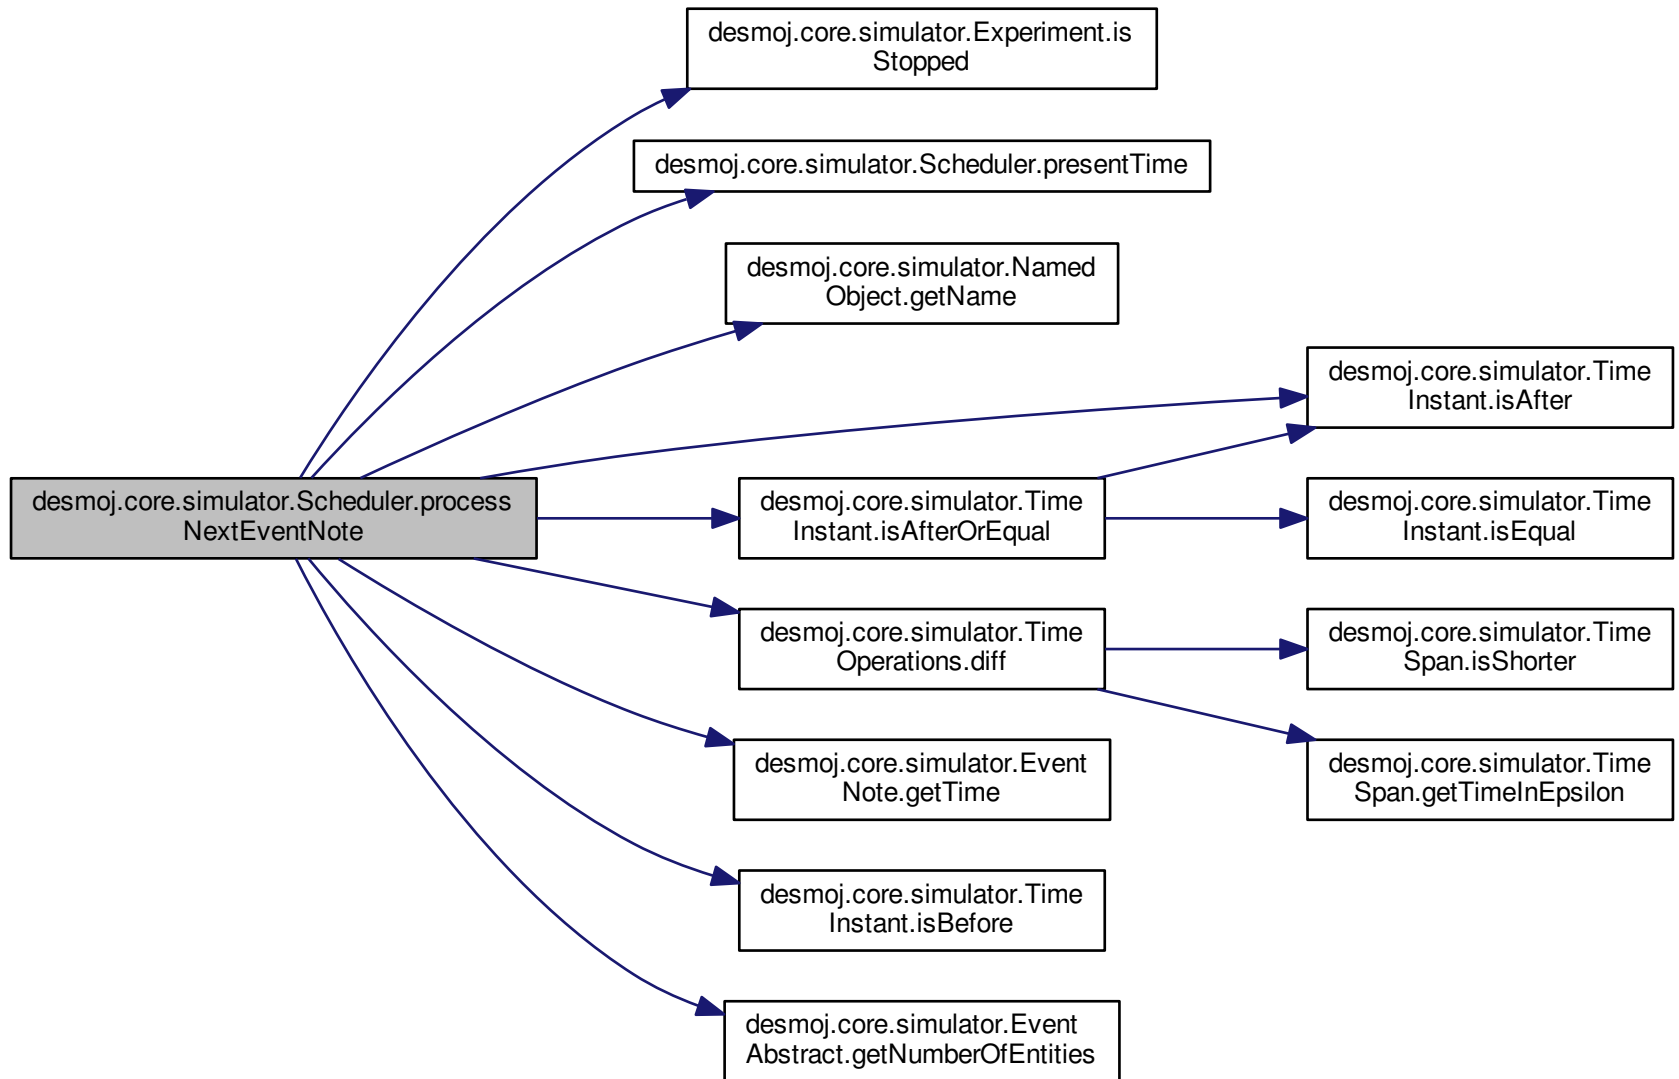 desmoj.core.simulator.Experiment.is
Stopped
desmoj.core.simulator.Scheduler.presentTime
desmoj.core.simulator.Named
Object.getName
desmoj.core.simulator.Time
Instant.isAfter
desmoj.core.simulator.Scheduler.process
NextEventNote
desmoj.core.simulator.Time
Instant.isAfterOrEqual
desmoj.core.simulator.Time
Instant.isEqual
desmoj.core.simulator.Time
Operations.diff
desmoj.core.simulator.Time
Span.isShorter
desmoj.core.simulator.Event
Note.getTime
desmoj.core.simulator.Time
Span.getTimeInEpsilon
desmoj.core.simulator.Time
Instant.isBefore
desmoj.core.simulator.Event
Abstract.getNumberOfEntities